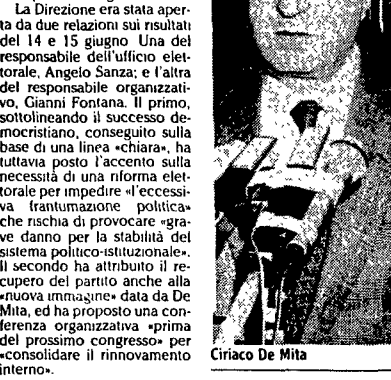 La Direzione era stata aper-
ta da due relazioni sui risultati
del 14 e 15 giugno Una del
responsabile dell'ufficio elet-
torale, Angelo Sanza; e l'altra
del responsabile organizzati-
vo, Gianni Fontana. Il primo,
sottolineando il successo de-
mocristiano, conseguito sulla
base di una linea «chiara», ha
tuttavia posto l'accento sulla
necessità di una riforma elet-
torale per impedire «l'eccessi-
va frantumazione politica»
che rischia di provocare «gra-
ve danno per la stabilità del
sistema politico-istituzionale».
Il secondo ha attribuito il re-
cupero del partito anche alla
«nuova immagine» data da De
Mita, ed ha proposto una con-
ferenza organizzativa «prima
del prossimo congresso» per
«consolidare il rinnovamento
interno».
Ciriaco De Mita